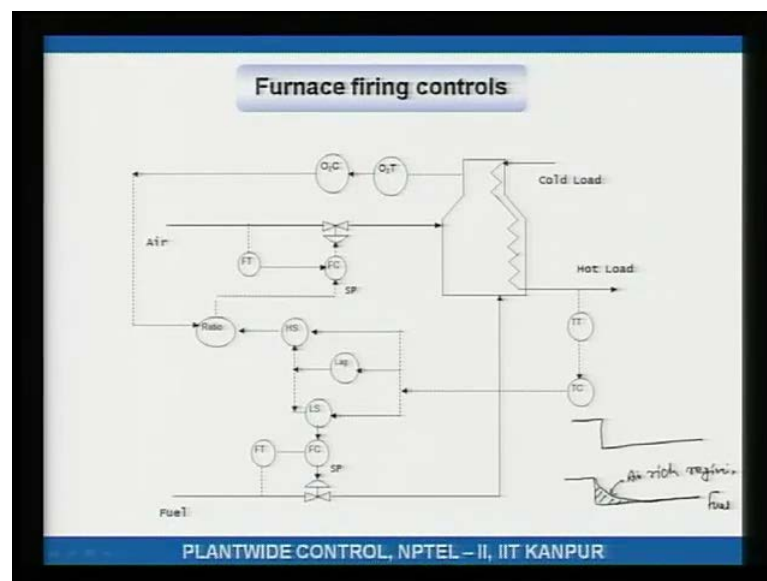 Furnace firing controls
O₂C
O₂T
Cold Load
Air
FT
FC
SP
Hot Load
Ratio
HS
TT
Lag
TC
LS
FT
FC
SP
Air rich regin.
Fuel
Fuel
PLANTWIDE CONTROL, NPTEL – II, IIT KANPUR